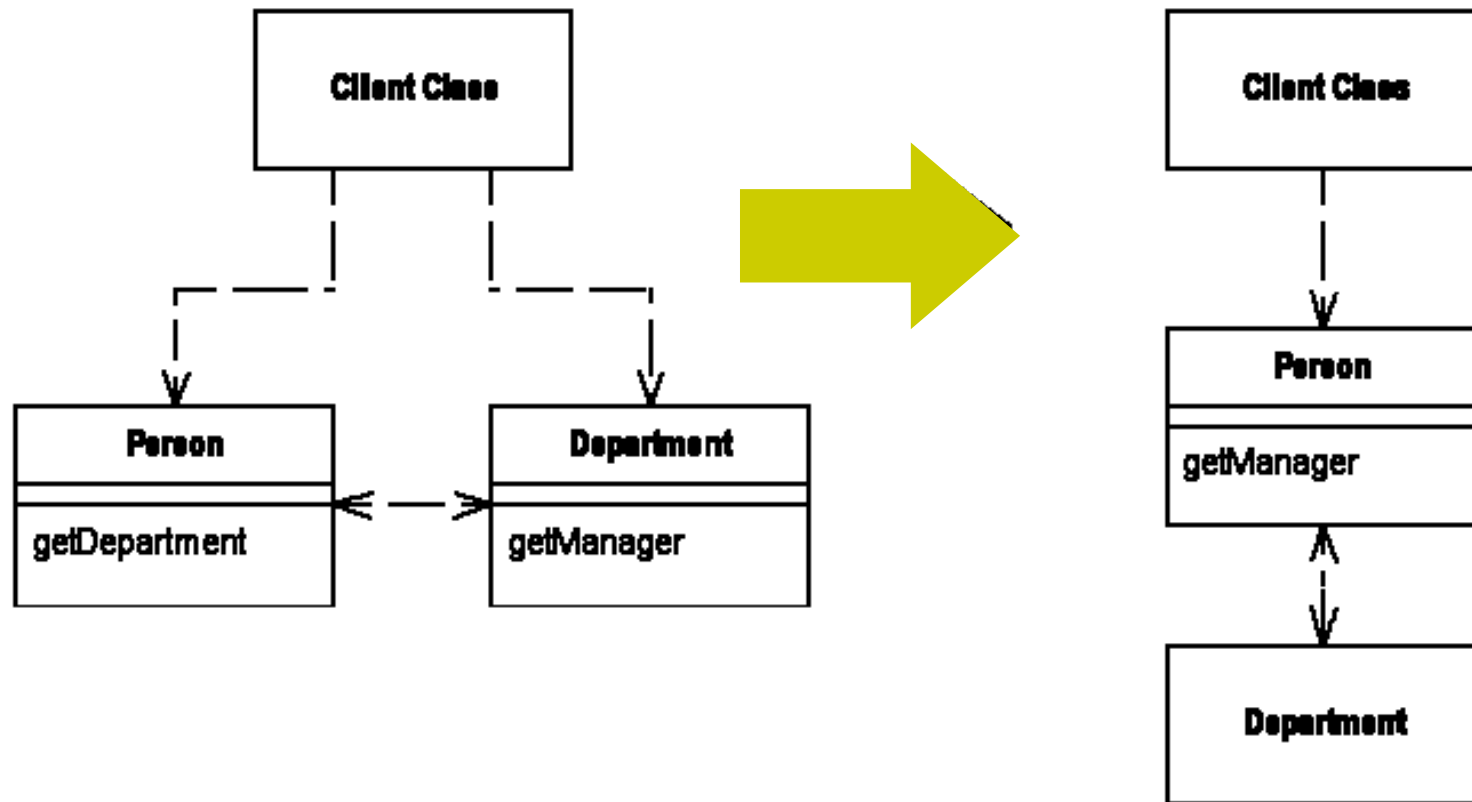 Client Class
Person
getDepartment
Department
getManager
Client Class
Person
getManager
Department